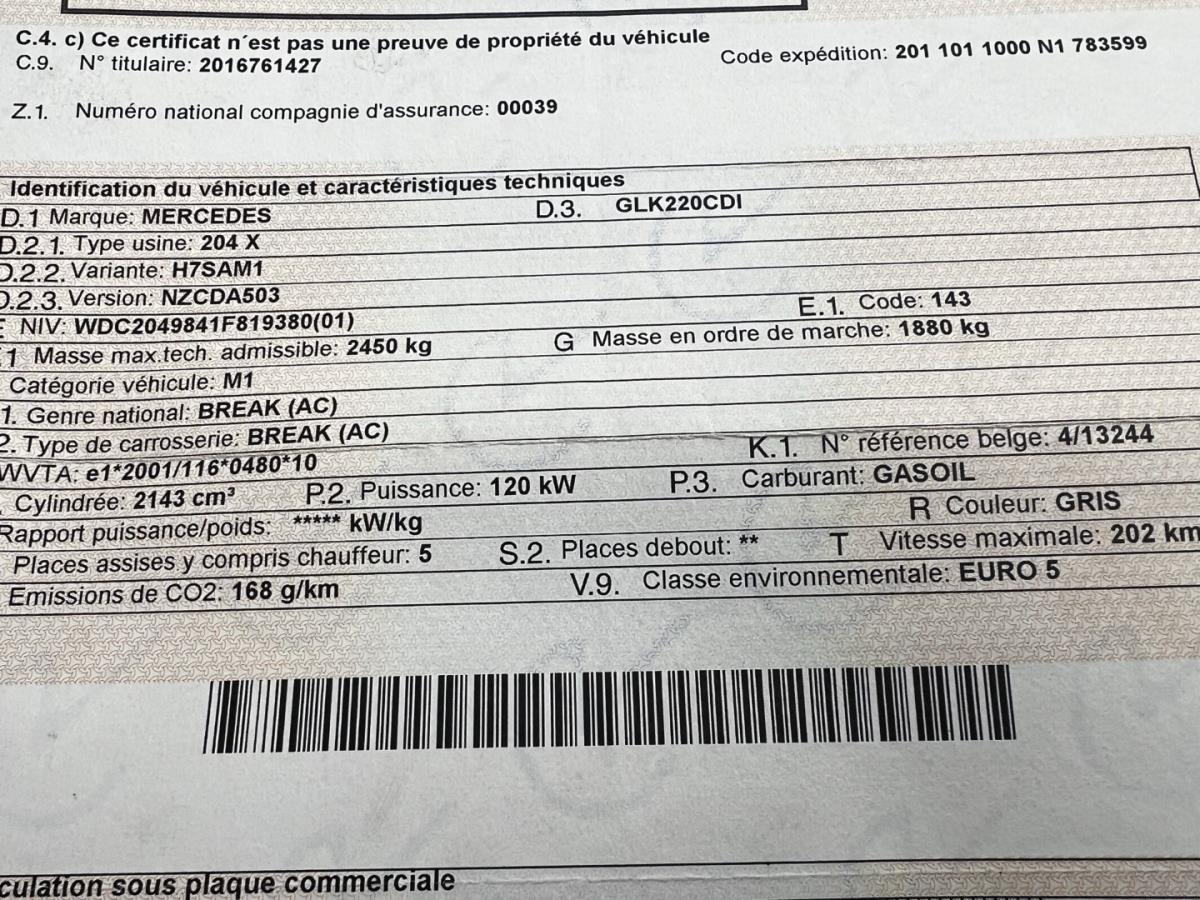 C.4. c) Ce certificat n´est pas une preuve de propriété du véhicule
C.9. N° titulaire: 2016761427
Code expédition: 201 101 1000 N1 783599
Z.1. Numéro national compagnie d'assurance: 00039
Identification du véhicule et caractéristiques techniques
D.1 Marque: MERCEDES D.3. GLK220CDI
D.2.1. Type usine: 204 X
D.2.2. Variante: H7SAM1
D.2.3. Version: NZCDA503
E NIV: WDC2049841F819380(01) E.1. Code: 143
1 Masse max.tech. admissible: 2450 kg G Masse en ordre de marche: 1880 kg
Catégorie véhicule: M1
1. Genre national: BREAK (AC)
2. Type de carrosserie: BREAK (AC)
WVTA: e1*2001/116*0480*10 K.1. N° référence belge: 4/13244
Cylindrée: 2143 cm³ P.2. Puissance: 120 kW P.3. Carburant: GASOIL
Rapport puissance/poids: ***** kW/kg R Couleur: GRIS
Places assises y compris chauffeur: 5 S.2. Places debout: ** T Vitesse maximale: 202 km
Emissions de CO2: 168 g/km V.9. Classe environnementale: EURO 5
culation sous plaque commerciale